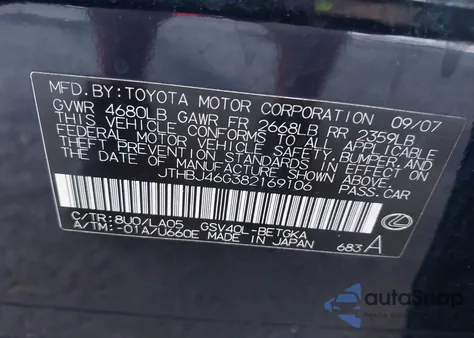 MFD. BY: TOYOTA MOTOR CORPORATION 09/07
GVWR 4680LB GAWR FR 2668LB RR 2359LB
THIS VEHICLE CONFORMS TO ALL APPLICABLE
FEDERAL MOTOR VEHICLE SAFETY, BUMPER, AND
THEFT PREVENTION STANDARDS IN EFFECT ON
THE DATE OF MANUFACTURE SHOWN ABOVE.
JTHBJ46G382169106 PASS.CAR
C/TR: 8U0/LA05 GSV40L-BETGKA
A/TM: -01A/U660E MADE IN JAPAN 683 A
autoSnap